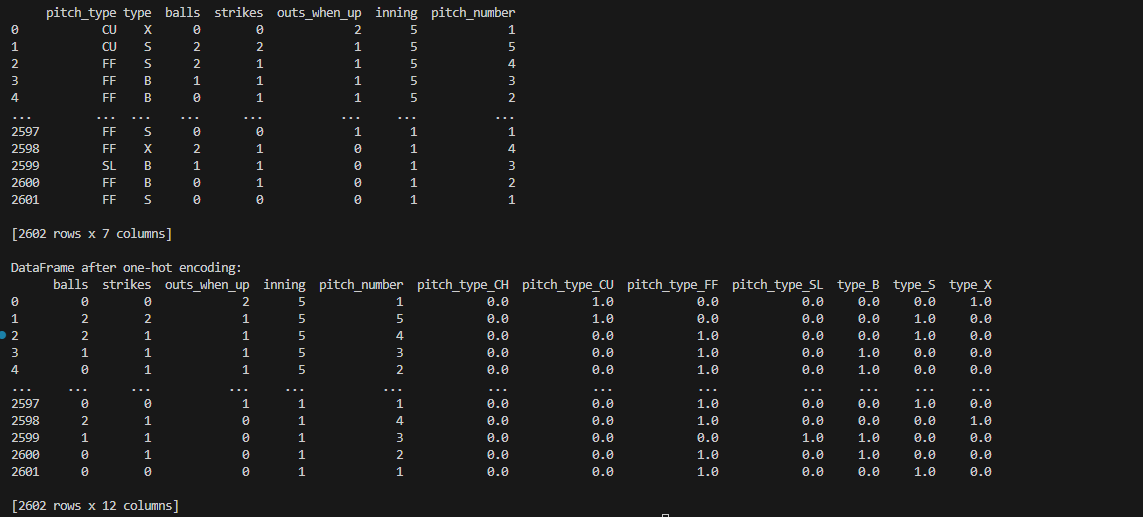 pitch_type type balls strikes outs_when_up inning pitch_number
0 CU X 0 0 2 5 1
1 CU S 2 2 1 5 5
2 FF S 2 1 1 5 4
3 FF B 1 1 1 5 3
4 FF B 0 1 1 5 2
... ... ... ... ... ... ... ...
2597 FF S 0 0 1 1 1
2598 FF X 2 1 0 1 4
2599 SL B 1 1 0 1 3
2600 FF B 0 1 0 1 2
2601 FF S 0 0 0 1 1
[2602 rows x 7 columns]
DataFrame after one-hot encoding:
balls strikes outs_when_up inning pitch_number pitch_type_CH pitch_type_CU pitch_type_FF pitch_type_SL type_B type_S type_X
0 0 0 2 5 1 0.0 1.0 0.0 0.0 0.0 0.0 1.0
1 2 2 1 5 5 0.0 1.0 0.0 0.0 0.0 1.0 0.0
2 2 1 1 5 4 0.0 0.0 1.0 0.0 0.0 1.0 0.0
3 1 1 1 5 3 0.0 0.0 1.0 0.0 1.0 0.0 0.0
4 0 1 1 5 2 0.0 0.0 1.0 0.0 1.0 0.0 0.0
... ... ... ... ... ... ... ... ... ... ... ... ...
2597 0 0 1 1 1 0.0 0.0 1.0 0.0 0.0 1.0 0.0
2598 2 1 0 1 4 0.0 0.0 1.0 0.0 0.0 0.0 1.0
2599 1 1 0 1 3 0.0 0.0 0.0 1.0 1.0 0.0 0.0
2600 0 1 0 1 2 0.0 0.0 1.0 0.0 1.0 0.0 0.0
2601 0 0 0 1 1 0.0 0.0 1.0 0.0 0.0 1.0 0.0
[2602 rows x 12 columns]